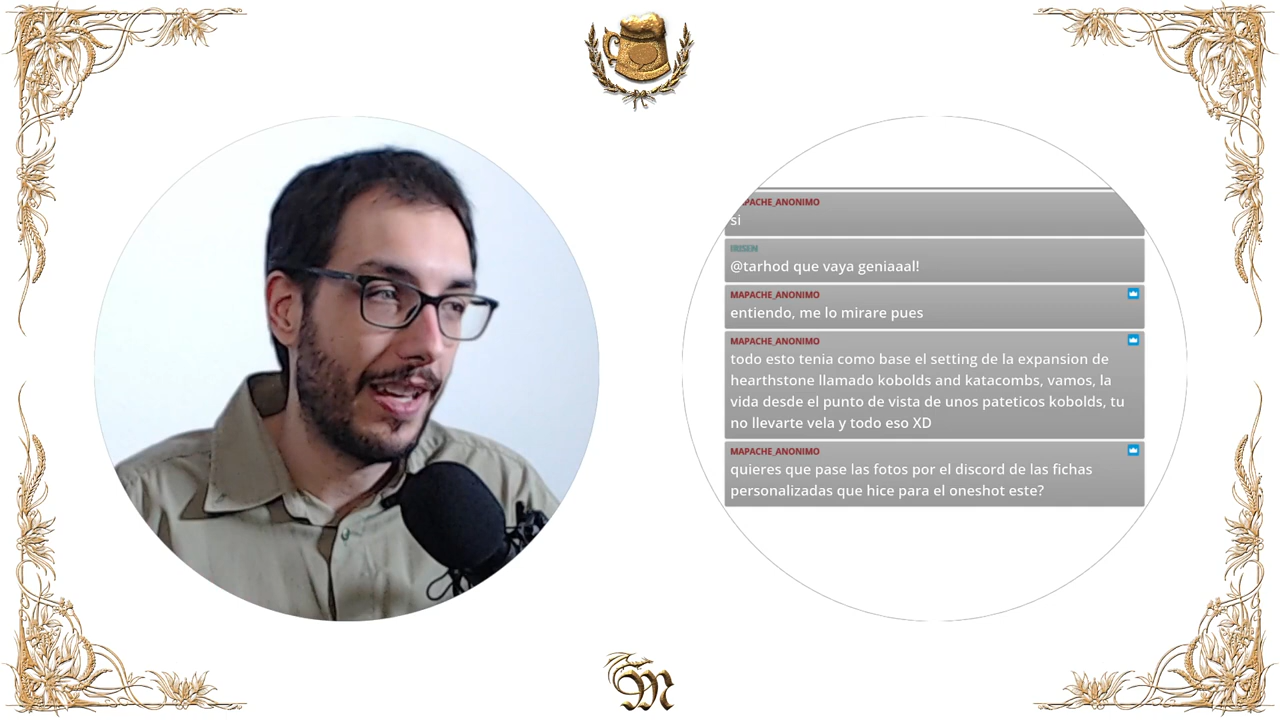 MAPACHE_ANONIMO
si
IRISEN
@tarhod que vaya geniaaal!
MAPACHE_ANONIMO
entiendo, me lo mirare pues
MAPACHE_ANONIMO
todo esto tenia como base el setting de la expansion de
hearthstone llamado kobolds and katacombs, vamos, la
vida desde el punto de vista de unos pateticos kobolds, tu
no llevarte vela y todo eso XD
MAPACHE_ANONIMO
quieres que pase las fotos por el discord de las fichas
personalizadas que hice para el oneshot este?
M